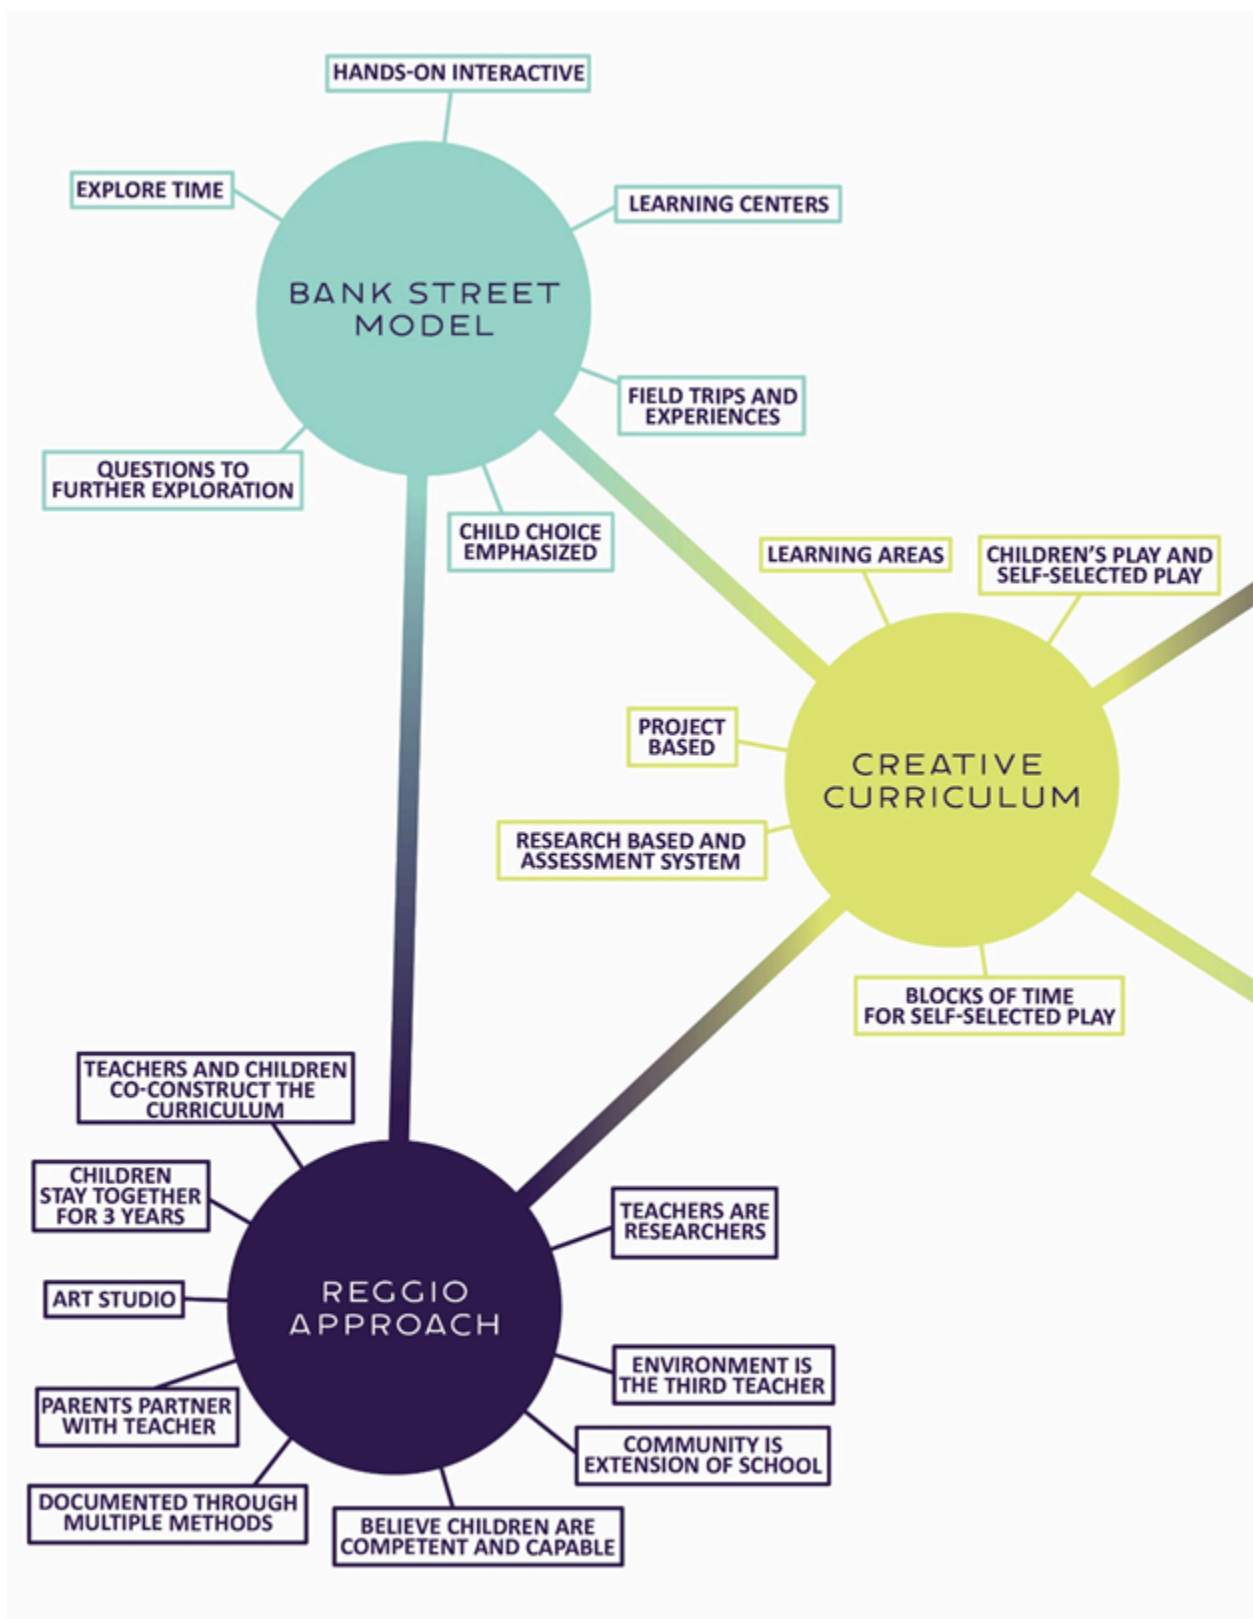 HANDS-ON INTERACTIVE
EXPLORE TIME
LEARNING CENTERS
BANK STREET
MODEL
FIELD TRIPS AND
EXPERIENCES
QUESTIONS TO
FURTHER EXPLORATION
CHILD CHOICE
EMPHASIZED
LEARNING AREAS
CHILDREN’S PLAY AND
SELF-SELECTED PLAY
PROJECT
BASED
CREATIVE
CURRICULUM
RESEARCH BASED AND
ASSESSMENT SYSTEM
BLOCKS OF TIME
FOR SELF-SELECTED PLAY
TEACHERS AND CHILDREN
CO-CONSTRUCT THE
CURRICULUM
CHILDREN
STAY TOGETHER
FOR 3 YEARS
TEACHERS ARE
RESEARCHERS
ART STUDIO
REGGIO
APPROACH
ENVIRONMENT IS
THE THIRD TEACHER
PARENTS PARTNER
WITH TEACHER
COMMUNITY IS
EXTENSION OF SCHOOL
DOCUMENTED THROUGH
MULTIPLE METHODS
BELIEVE CHILDREN ARE
COMPETENT AND CAPABLE